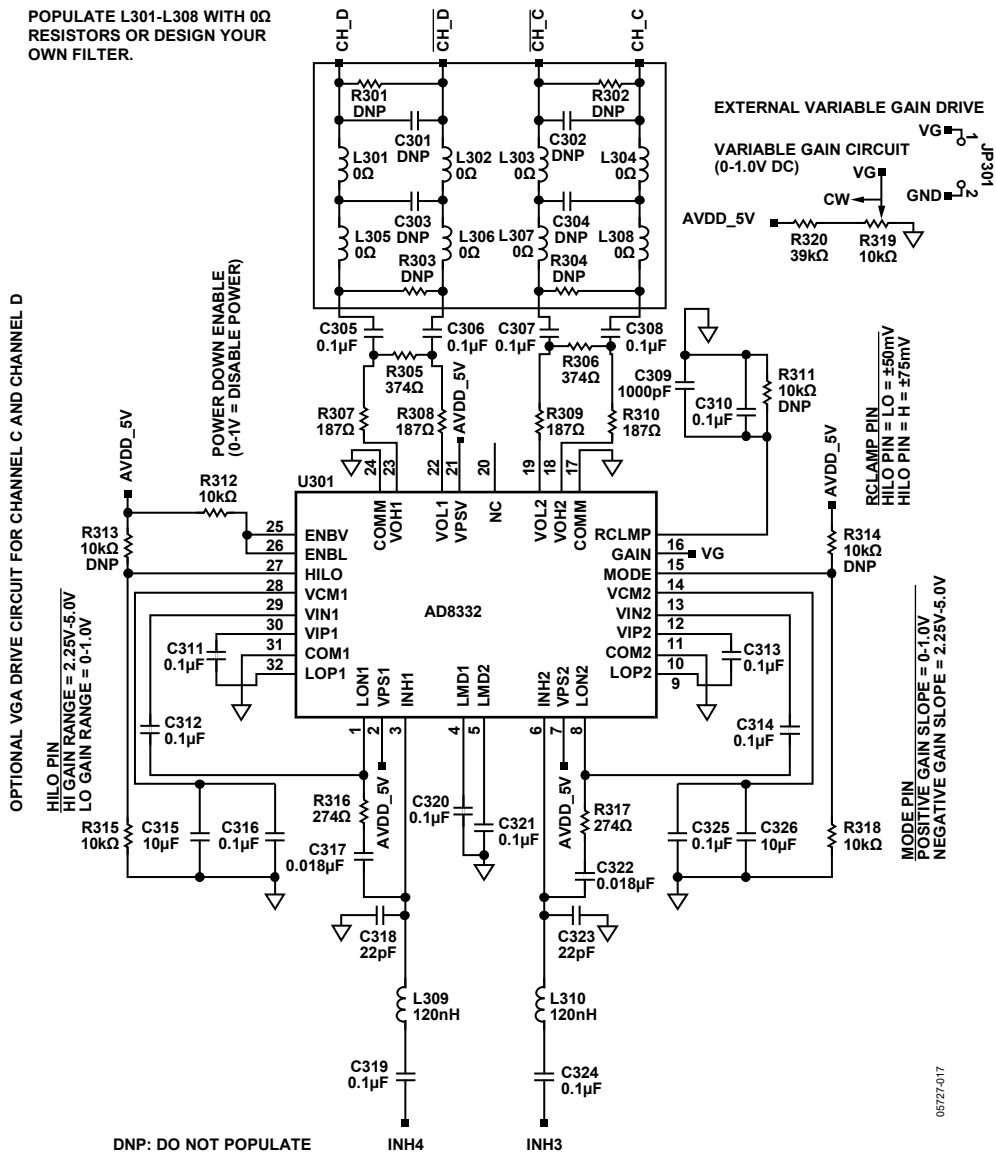 POPULATE L301-L308 WITH 0Ω
RESISTORS OR DESIGN YOUR
OWN FILTER.
CH_D
CH_D
CH_C
CH_C
R301
DNP
R302
DNP
C301
DNP
C302
DNP
L301
0Ω
L302
0Ω
L303
0Ω
L304
0Ω
C303
DNP
C304
DNP
L305
0Ω
L306
0Ω
L307
0Ω
L308
0Ω
R303
DNP
R304
DNP
EXTERNAL VARIABLE GAIN DRIVE
VG
1
JP301
2
GND
VARIABLE GAIN CIRCUIT
(0-1.0V DC)
VG
CW
AVDD_5V
R320
39kΩ
R319
10kΩ
C305
0.1µF
C306
0.1µF
C307
0.1µF
C308
0.1µF
R305
374Ω
R306
374Ω
R307
187Ω
R308
187Ω
AVDD_5V
R309
187Ω
R310
187Ω
C309
1000pF
C310
0.1µF
R311
10kΩ
DNP
RCLAMP PIN
HILO PIN = LO = ±50mV
HILO PIN = H = ±75mV
OPTIONAL VGA DRIVE CIRCUIT FOR CHANNEL C AND CHANNEL D
POWER DOWN ENABLE
(0-1V = DISABLE POWER)
AVDD_5V
R312
10kΩ
R313
10kΩ
DNP
AVDD_5V
R314
10kΩ
DNP
U301
24
23
22
21
20
19
18
17
COMM
VOH1
VOL1
VPSV
NC
VOL2
VOH2
COMM
25
ENBV
26
ENBL
27
HILO
28
VCM1
29
VIN1
30
VIP1
31
COM1
32
LOP1
AD8332
RCLMP
GAIN
16
VG
MODE
15
VCM2
14
VIN2
13
VIP2
12
COM2
11
LOP2
10
9
LON1
VPS1
INH1
LMD1
LMD2
INH2
VPS2
LON2
1
2
3
4
5
6
7
8
C311
0.1µF
C312
0.1µF
C313
0.1µF
C314
0.1µF
HILO PIN
HI GAIN RANGE = 2.25V-5.0V
LO GAIN RANGE = 0-1.0V
MODE PIN
POSITIVE GAIN SLOPE = 0-1.0V
NEGATIVE GAIN SLOPE = 2.25V-5.0V
AVDD_5V
AVDD_5V
R315
10kΩ
C315
10µF
C316
0.1µF
R316
274Ω
C317
0.018µF
C320
0.1µF
C321
0.1µF
R317
274Ω
C322
0.018µF
C325
0.1µF
C326
10µF
R318
10kΩ
C318
22pF
C323
22pF
L309
120nH
L310
120nH
C319
0.1µF
C324
0.1µF
INH4
INH3
DNP: DO NOT POPULATE
05727-017